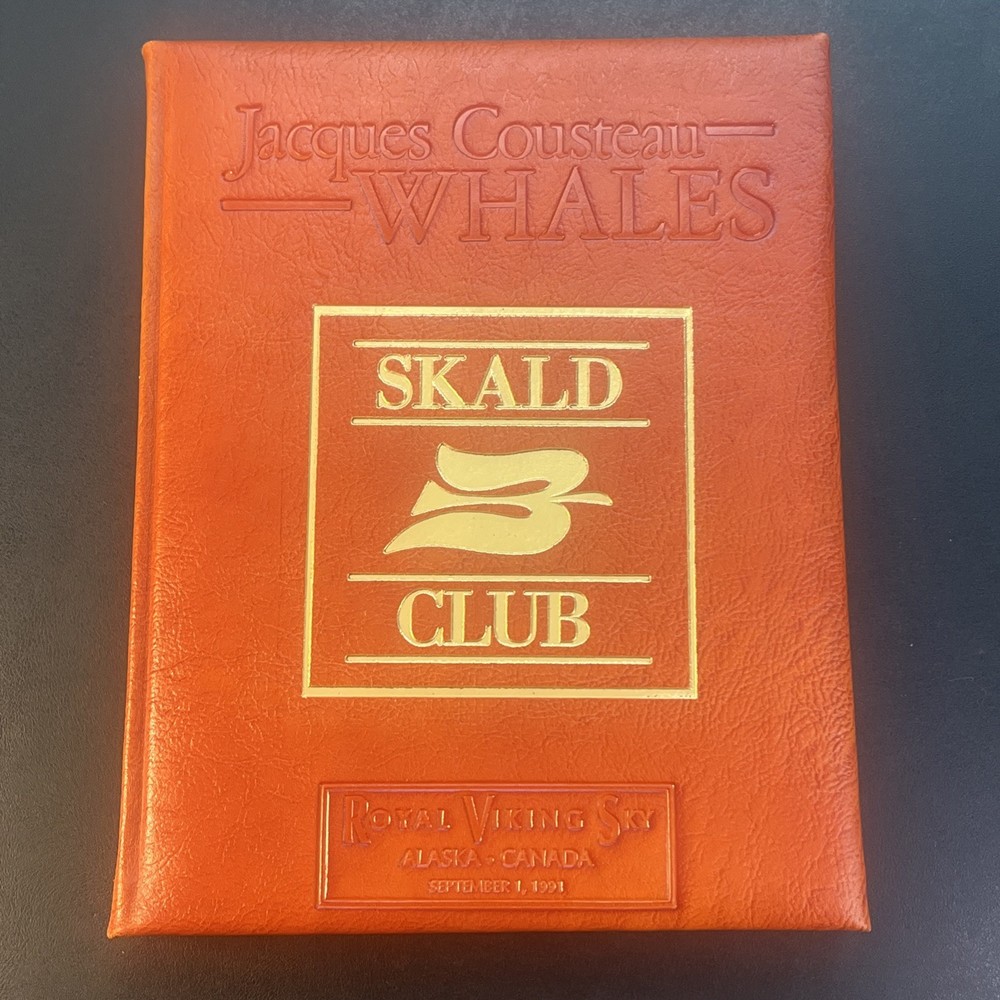 Jacques Cousteau
WHALES
SKALD
CLUB
ROYAL VIKING SKY
ALASKA - CANADA
SEPTEMBER 1, 1991